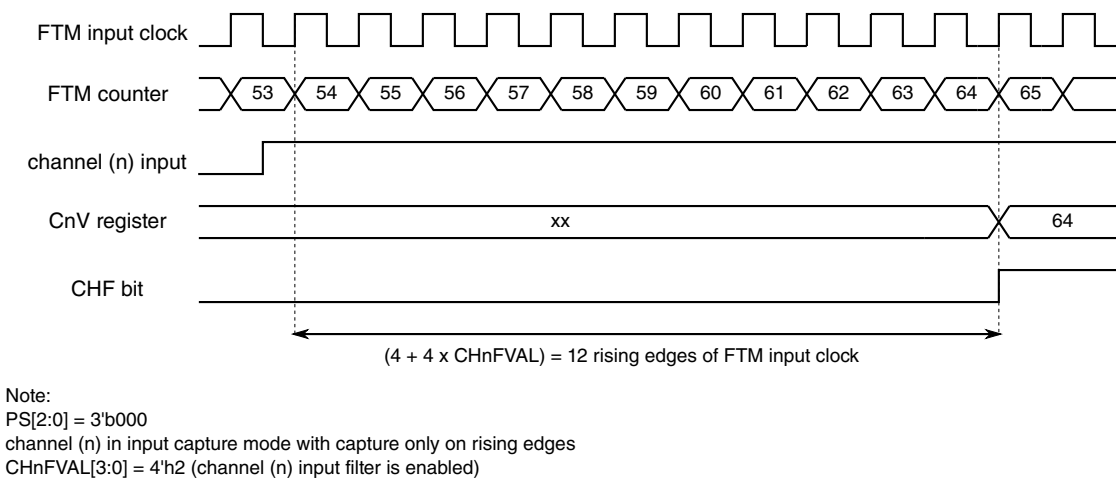 FTM input clock
FTM counter
53 54 55 56 57 58 59 60 61 62 63 64 65
channel (n) input
CnV register
xx 64
CHF bit
(4 + 4 x CHnFVAL) = 12 rising edges of FTM input clock
Note:
PS[2:0] = 3'b000
channel (n) in input capture mode with capture only on rising edges
CHnFVAL[3:0] = 4'h2 (channel (n) input filter is enabled)